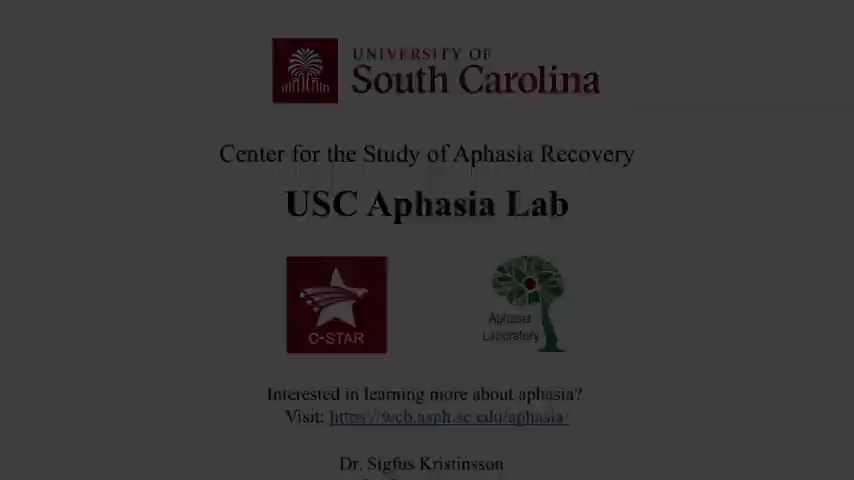 UNIVERSITY OF
South Carolina
Center for the Study of Aphasia Recovery
USC Aphasia Lab
C-STAR
Aphasia
Laboratory
Interested in learning more about aphasia?
Visit: https://web.asph.sc.edu/aphasia/
Dr. Sigfus Kristinsson